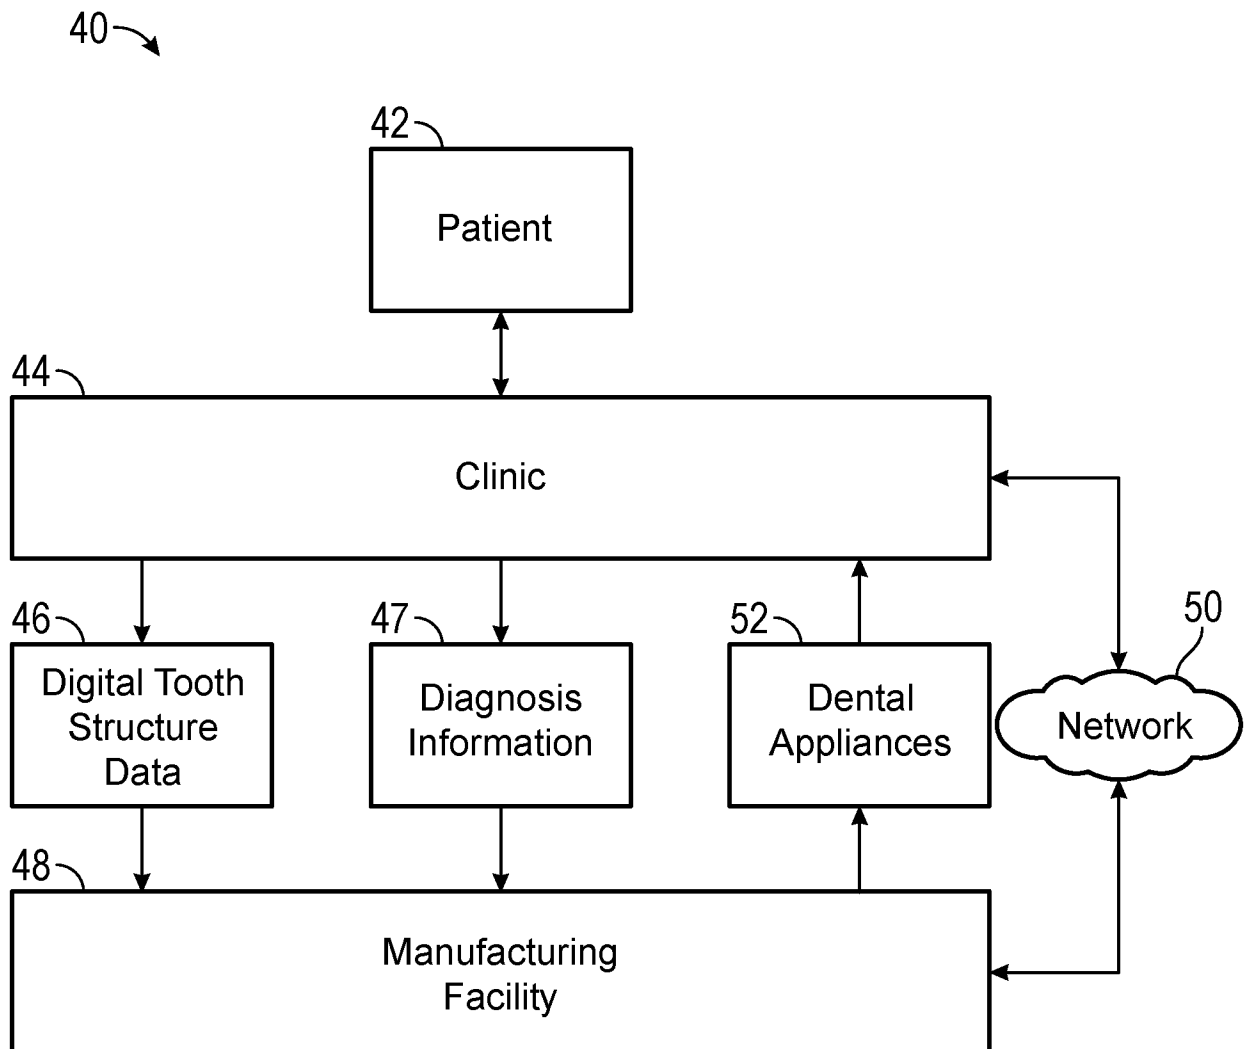 40
42
Patient
44
Clinic
46
Digital Tooth
Structure
Data
47
Diagnosis
Information
52
Dental
Appliances
50
Network
48
Manufacturing
Facility